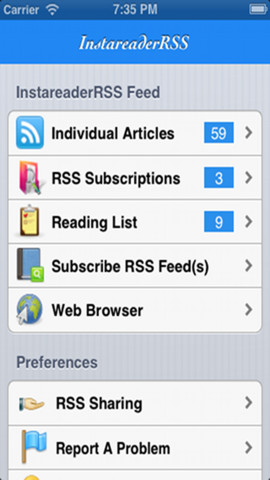 Carrier 7:35 PM
InstareaderRSS
InstareaderRSS Feed
Individual Articles 59
RSS Subscriptions 3
Reading List 9
Subscribe RSS Feed(s)
Web Browser
Preferences
RSS Sharing
Report A Problem